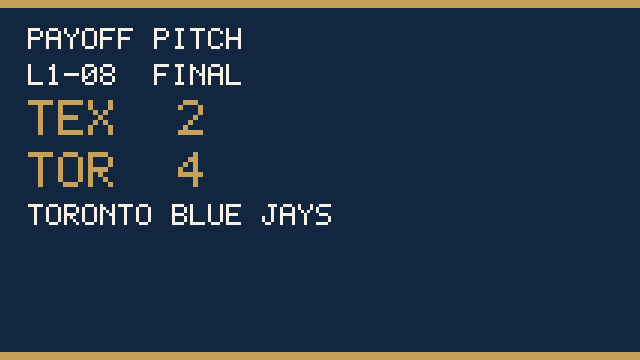 PAYOFF PITCH
L1-08  FINAL
TEX  2
TOR  4
TORONTO BLUE JAYS